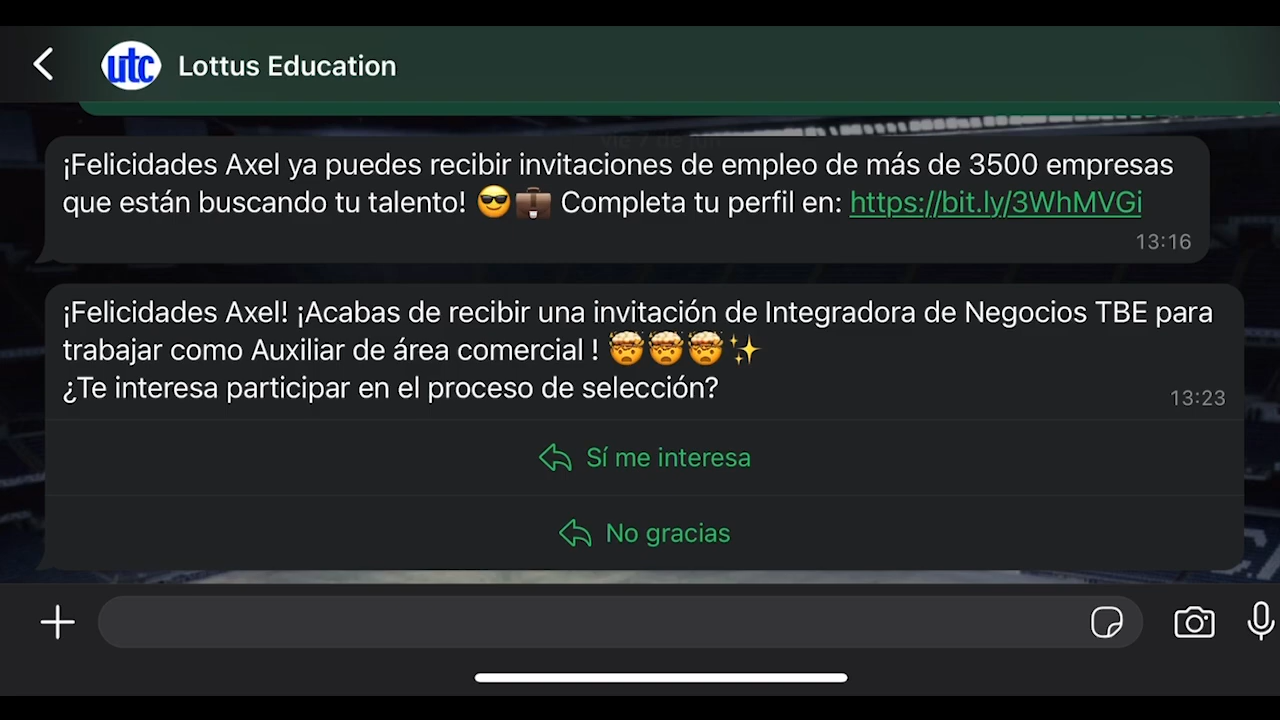 utc Lottus Education
¡Felicidades Axel ya puedes recibir invitaciones de empleo de más de 3500 empresas
que están buscando tu talento! 😎💼 Completa tu perfil en: https://bit.ly/3WhMVGi
13:16
¡Felicidades Axel! ¡Acabas de recibir una invitación de Integradora de Negocios TBE para
trabajar como Auxiliar de área comercial ! 🤯🤯🤯✨
¿Te interesa participar en el proceso de selección?
13:23
Sí me interesa
No gracias